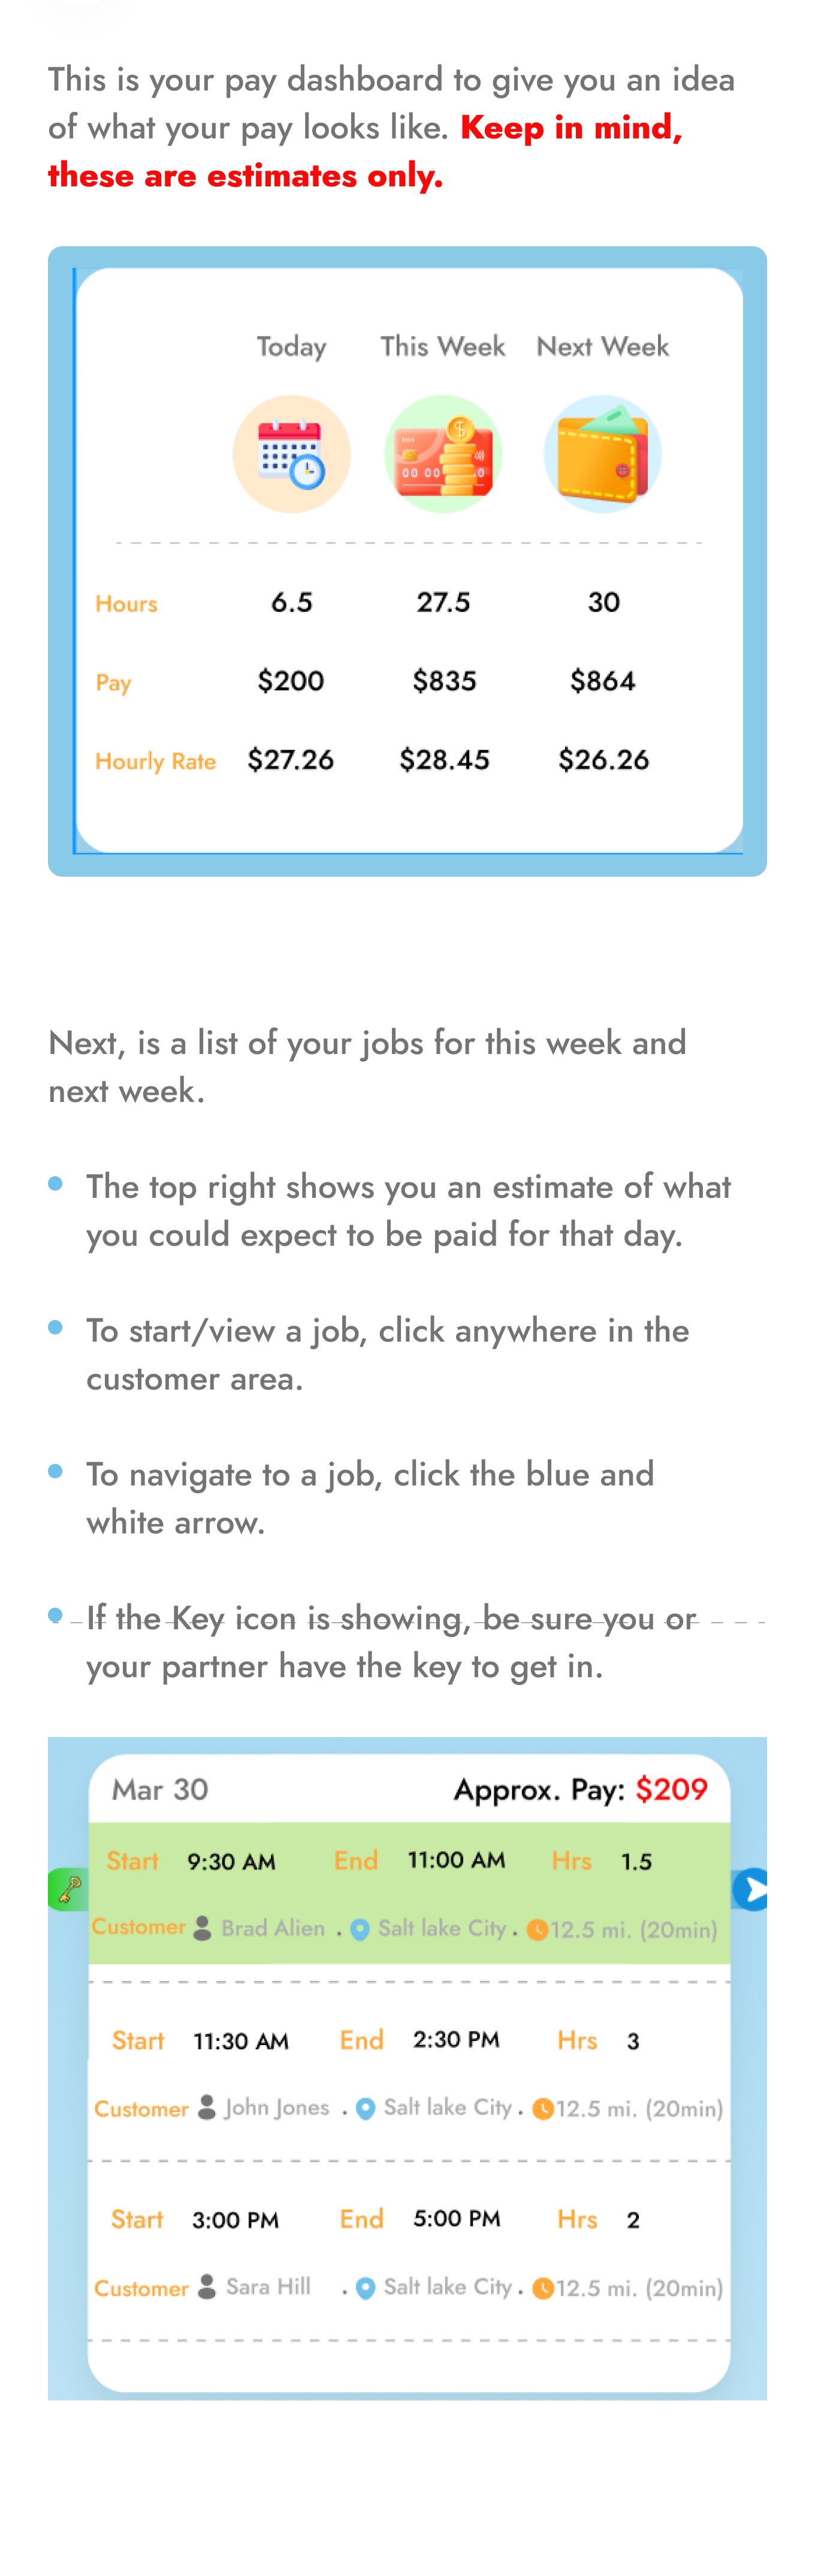 This is your pay dashboard to give you an idea
of what your pay looks like. Keep in mind,
these are estimates only.
Today This Week Next Week
Hours 6.5 27.5 30
Pay $200 $835 $864
Hourly Rate $27.26 $28.45 $26.26
Next, is a list of your jobs for this week and
next week.
The top right shows you an estimate of what
you could expect to be paid for that day.
To start/view a job, click anywhere in the
customer area.
To navigate to a job, click the blue and
white arrow.
If the Key icon is showing, be sure you or
your partner have the key to get in.
Mar 30 Approx. Pay: $209
Start 9:30 AM End 11:00 AM Hrs 1.5
Customer Brad Alien . Salt lake City . 12.5 mi. (20min)
Start 11:30 AM End 2:30 PM Hrs 3
Customer John Jones . Salt lake City . 12.5 mi. (20min)
Start 3:00 PM End 5:00 PM Hrs 2
Customer Sara Hill . Salt lake City . 12.5 mi. (20min)